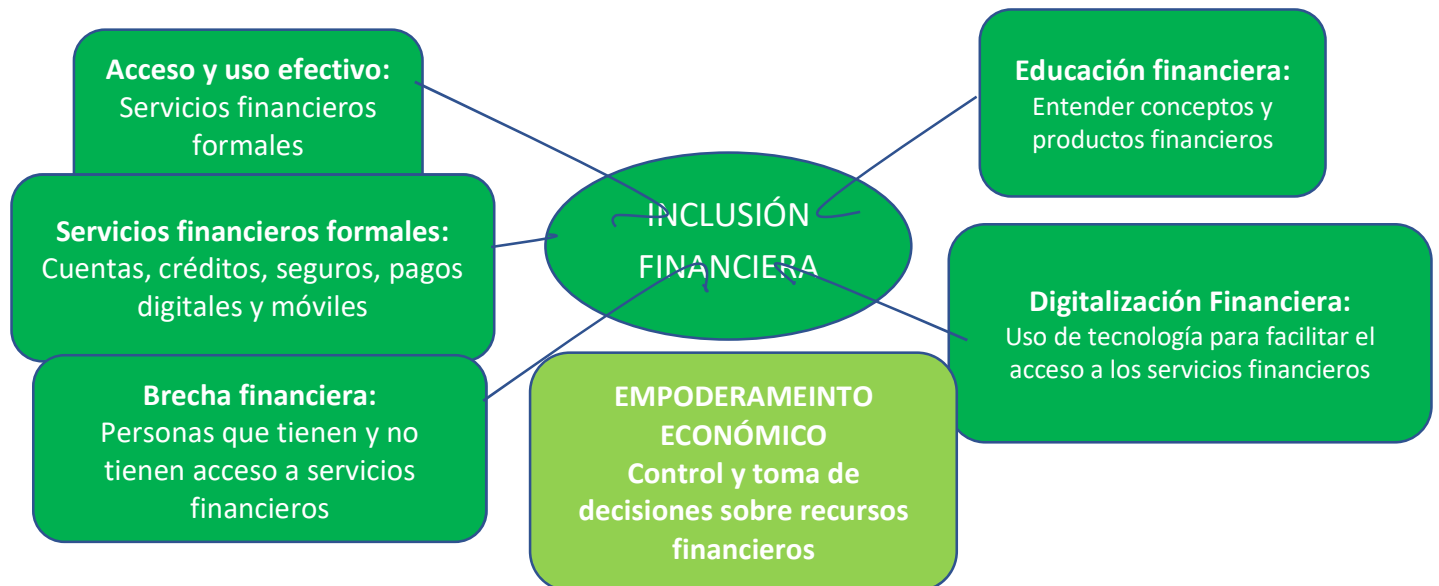 Acceso y uso efectivo:
Servicios financieros
formales
Servicios financieros formales:
Cuentas, créditos, seguros, pagos
digitales y móviles
Brecha financiera:
Personas que tienen y no
tienen acceso a servicios
financieros
INCLUSIÓN
FINANCIERA
EMPODERAMEINTO
ECONÓMICO
Control y toma de
decisiones sobre recursos
financieros
Educación financiera:
Entender conceptos y
productos financieros
Digitalización Financiera:
Uso de tecnología para facilitar el
acceso a los servicios financieros